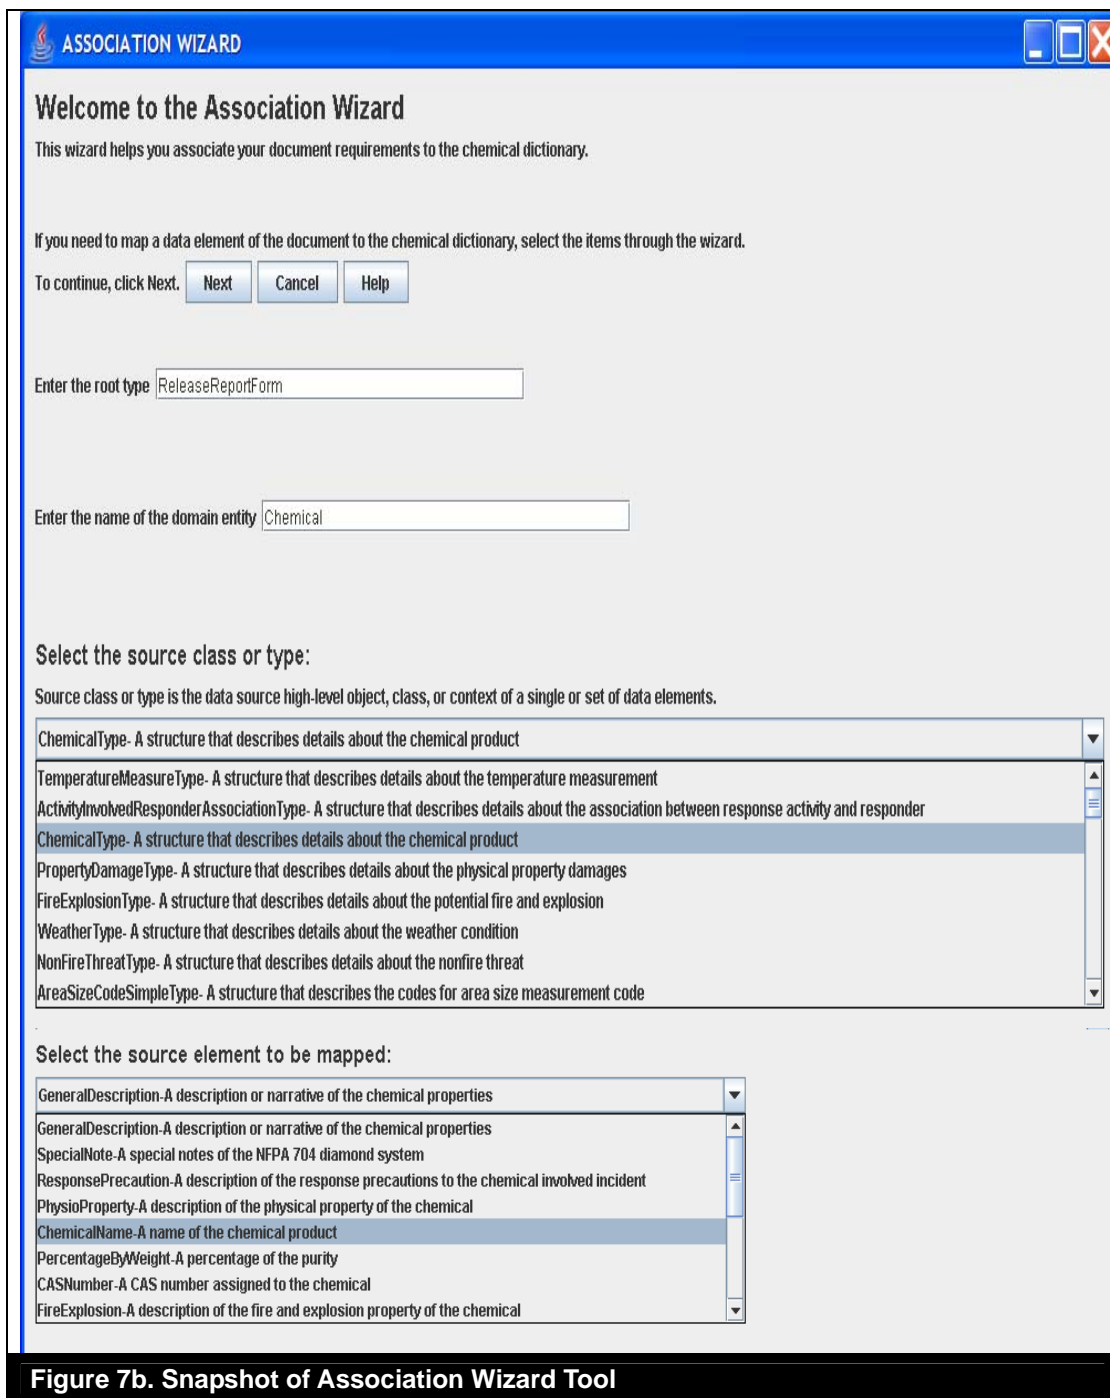 ASSOCIATION WIZARD
Welcome to the Association Wizard
This wizard helps you associate your document requirements to the chemical dictionary.
If you need to map a data element of the document to the chemical dictionary, select the items through the wizard.
To continue, click Next. Next Cancel Help
Enter the root type ReleaseReportForm
Enter the name of the domain entity Chemical
Select the source class or type:
Source class or type is the data source high-level object, class, or context of a single or set of data elements.
ChemicalType- A structure that describes details about the chemical product
TemperatureMeasureType- A structure that describes details about the temperature measurement
ActivityInvolvedResponderAssociationType- A structure that describes details about the association between response activity and responder
ChemicalType- A structure that describes details about the chemical product
PropertyDamageType- A structure that describes details about the physical property damages
FireExplosionType- A structure that describes details about the potential fire and explosion
WeatherType- A structure that describes details about the weather condition
NonFireThreatType- A structure that describes details about the nonfire threat
AreaSizeCodeSimpleType- A structure that describes the codes for area size measurement code
Select the source element to be mapped:
GeneralDescription-A description or narrative of the chemical properties
GeneralDescription-A description or narrative of the chemical properties
SpecialNote-A special notes of the NFPA 704 diamond system
ResponsePrecaution-A description of the response precautions to the chemical involved incident
PhysioProperty-A description of the physical property of the chemical
ChemicalName-A name of the chemical product
PercentageByWeight-A percentage of the purity
CASNumber-A CAS number assigned to the chemical
FireExplosion-A description of the fire and explosion property of the chemical
Figure 7b. Snapshot of Association Wizard Tool